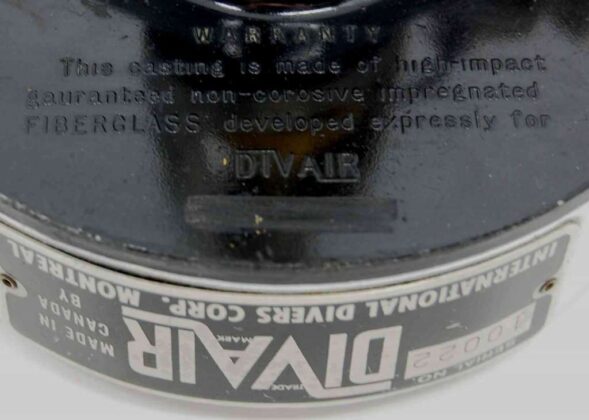 WARRANTY
This casting is made of high-impact
gauranteed non-corosive impregnated
FIBERGLASS developed expressly for
DIVAIR
DIVAIR
TRADE MARK
SERIAL NO.
30022
MADE IN
CANADA
BY
INTERNATIONAL DIVERS CORP. MONTREAL